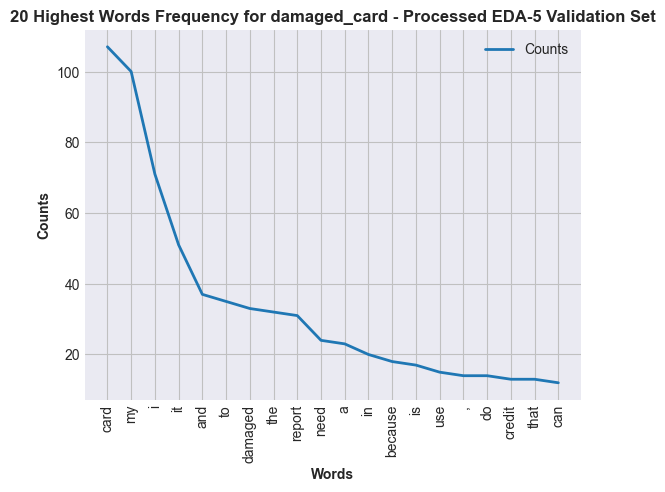 20 Highest Words Frequency for damaged_card - Processed EDA-5 Validation Set
Counts
100
80
60
40
20
Counts
card
my
i
it
and
to
damaged
the
report
need
a
in
because
is
use
,
do
credit
that
can
Words